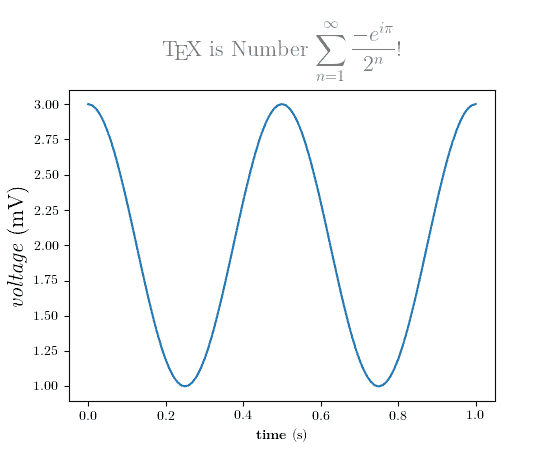 TEX is Number ∑_{n=1}^{∞} \frac{-e^{iπ}}{2^n}!
voltage (mV)
3.00
2.75
2.50
2.25
2.00
1.75
1.50
1.25
1.00
0.0 0.2 0.4 0.6 0.8 1.0
time (s)